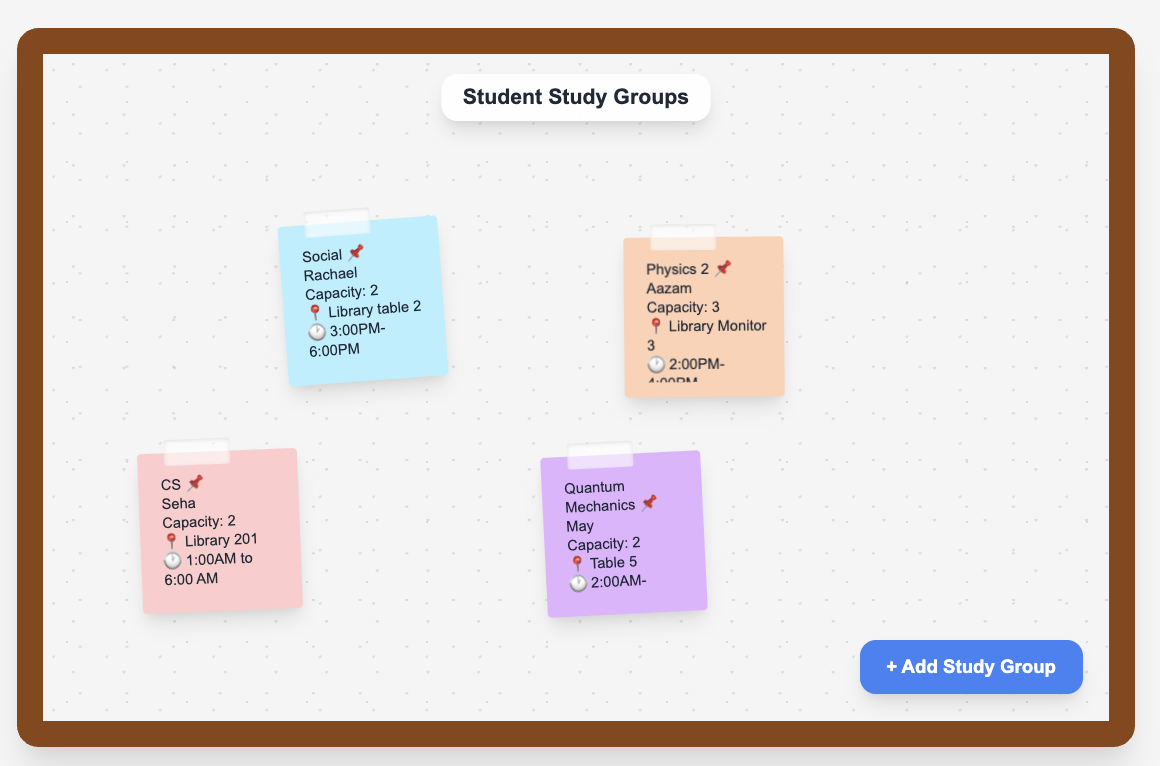 Student Study Groups
Social 📌
Rachael
Capacity: 2
📍 Library table 2
🕐 3:00PM-
6:00PM
Physics 2 📌
Aazam
Capacity: 3
📍 Library Monitor
3
🕐 2:00PM-
4:00PM
CS 📌
Seha
Capacity: 2
📍 Library 201
🕐 1:00AM to
6:00 AM
Quantum
Mechanics 📌
May
Capacity: 2
📍 Table 5
🕐 2:00AM-
+ Add Study Group